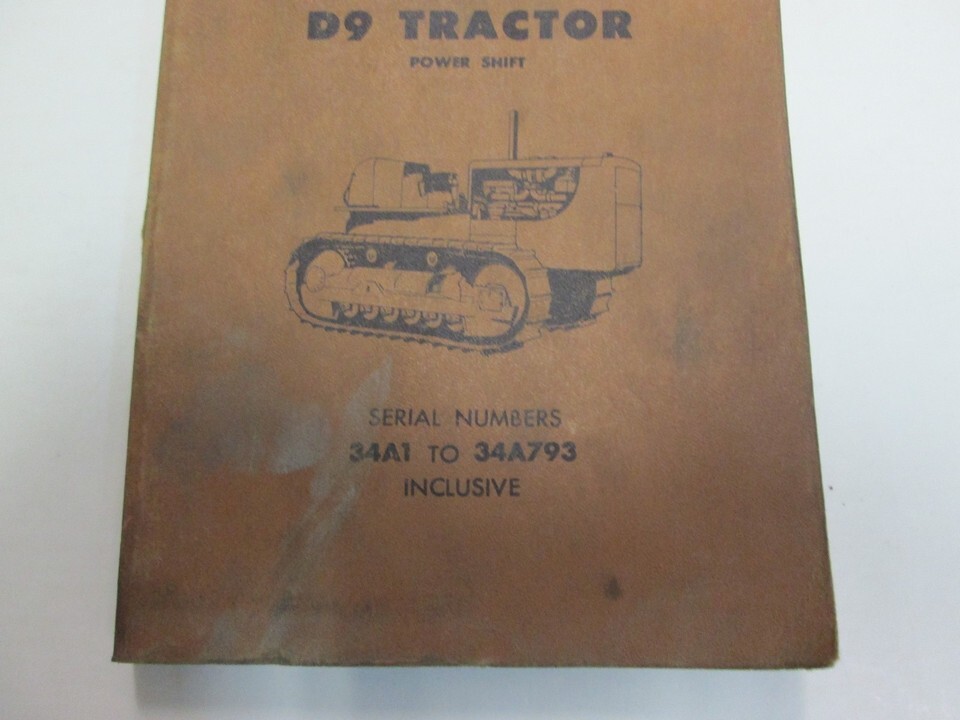 D9 TRACTOR
POWER SHIFT
SERIAL NUMBERS
34A1 TO 34A793
INCLUSIVE